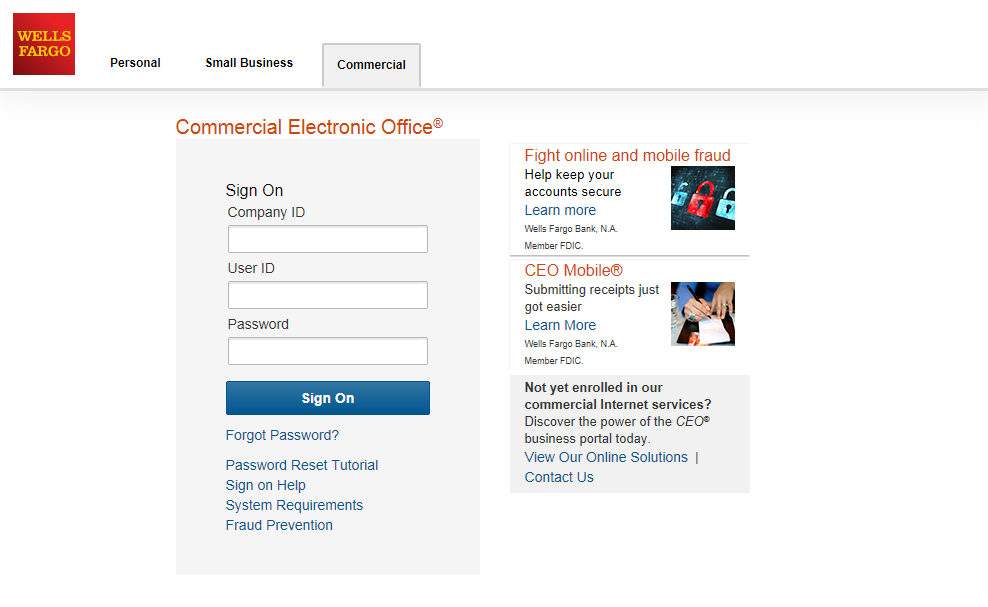 WELLS
FARGO
Personal
Small Business
Commercial
Commercial Electronic Office®
Sign On
Company ID
User ID
Password
Sign On
Forgot Password?
Password Reset Tutorial
Sign on Help
System Requirements
Fraud Prevention
Fight online and mobile fraud
Help keep your
accounts secure
Learn more
Wells Fargo Bank, N.A.
Member FDIC.
CEO Mobile®
Submitting receipts just
got easier
Learn More
Wells Fargo Bank, N.A.
Member FDIC.
Not yet enrolled in our
commercial Internet services?
Discover the power of the CEO®
business portal today.
View Our Online Solutions |
Contact Us